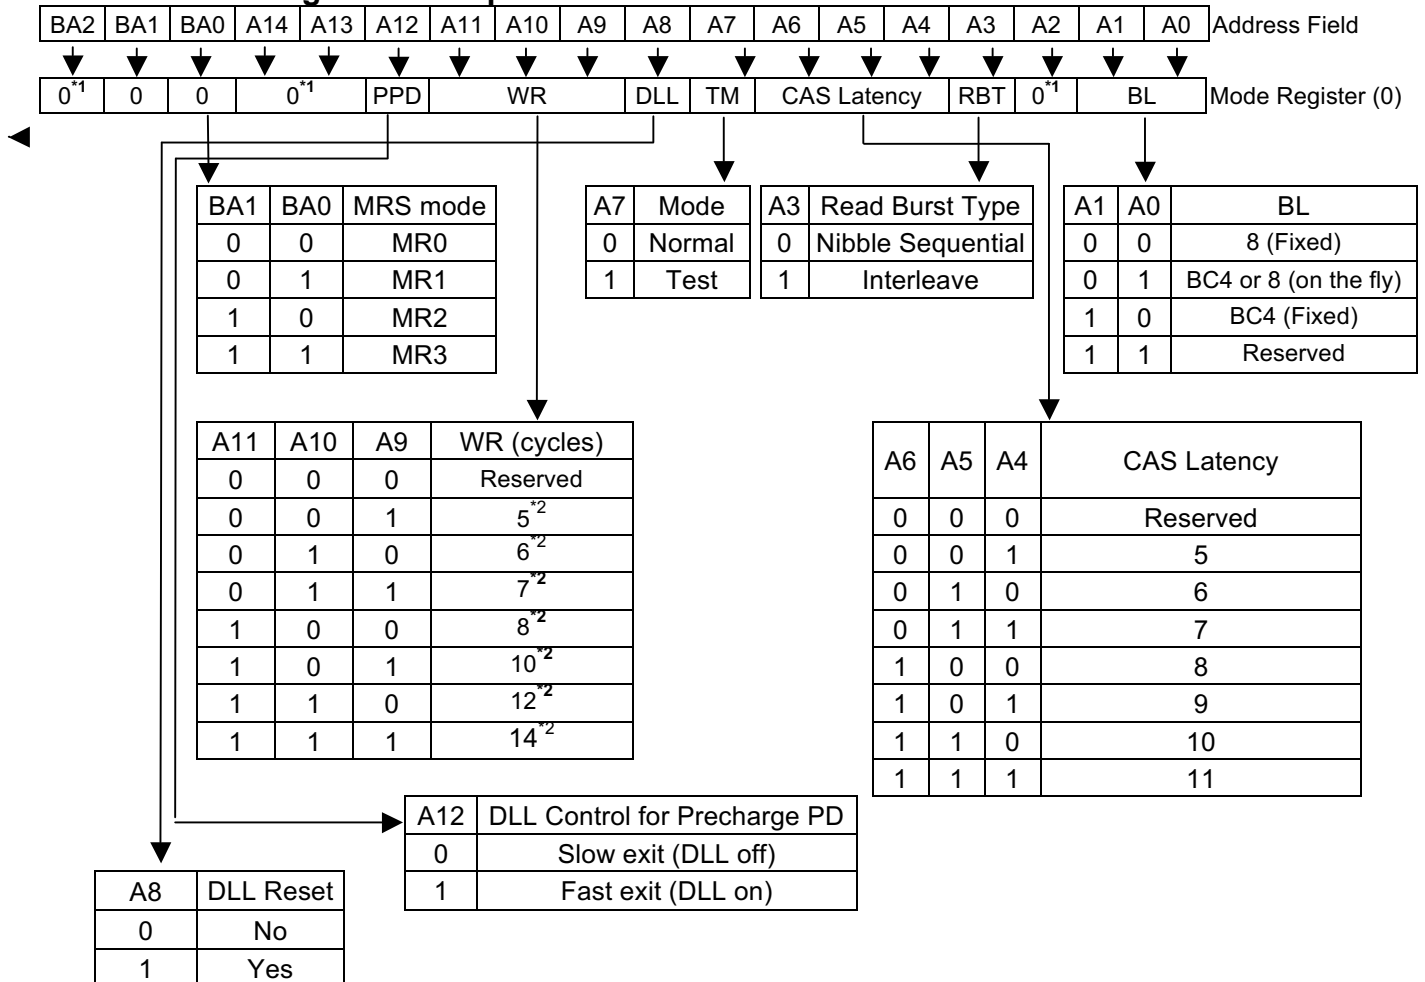 BA2 BA1 BA0 A14 A13 A12 A11 A10 A9 A8 A7 A6 A5 A4 A3 A2 A1 A0 Address Field
0*1 0 0 0*1 PPD WR DLL TM CAS Latency RBT 0*1 BL Mode Register (0)
BA1 BA0 MRS mode
0 0 MR0
0 1 MR1
1 0 MR2
1 1 MR3
A7 Mode
0 Normal
1 Test
A3 Read Burst Type
0 Nibble Sequential
1 Interleave
A1 A0 BL
0 0 8 (Fixed)
0 1 BC4 or 8 (on the fly)
1 0 BC4 (Fixed)
1 1 Reserved
A11 A10 A9 WR (cycles)
0 0 0 Reserved
0 0 1 5*2
0 1 0 6*2
0 1 1 7*2
1 0 0 8*2
1 0 1 10*2
1 1 0 12*2
1 1 1 14*2
A6 A5 A4 CAS Latency
0 0 0 Reserved
0 0 1 5
0 1 0 6
0 1 1 7
1 0 0 8
1 0 1 9
1 1 0 10
1 1 1 11
A12 DLL Control for Precharge PD
0 Slow exit (DLL off)
1 Fast exit (DLL on)
A8 DLL Reset
0 No
1 Yes